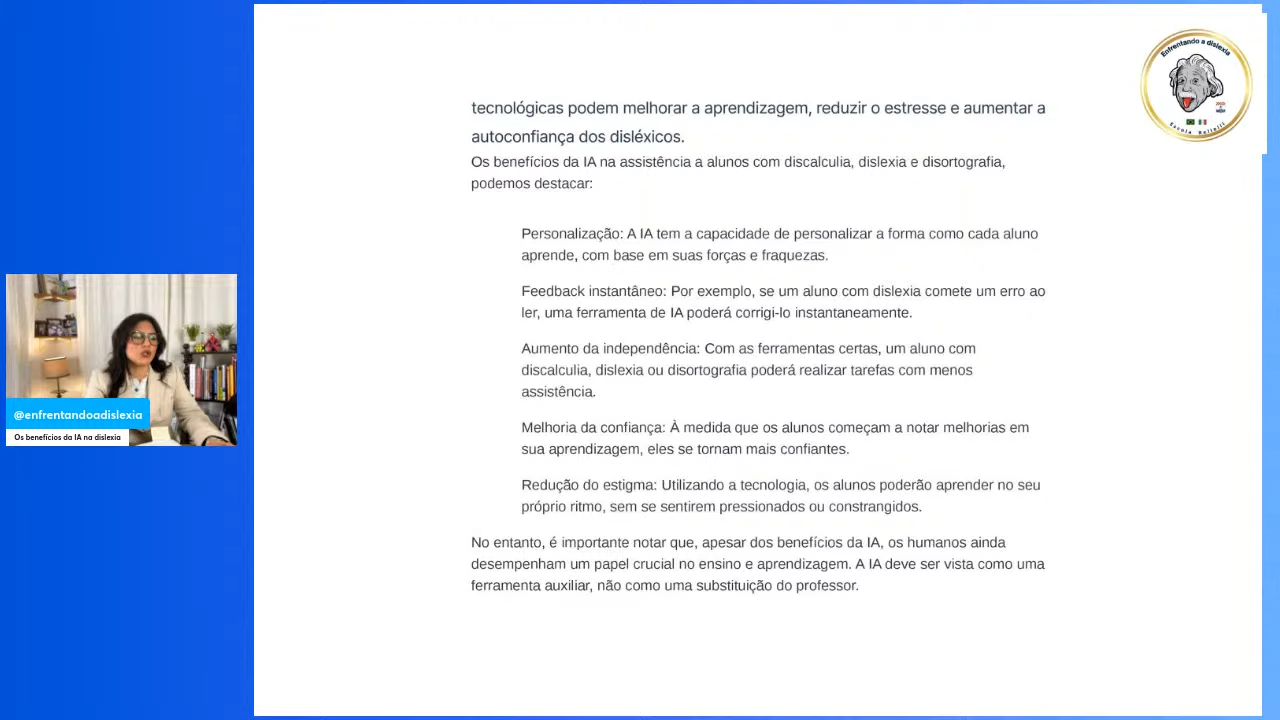 Enfrentando a dislexia
tecnológicas podem melhorar a aprendizagem, reduzir o estresse e aumentar a
autoconfiança dos disléxicos.
Os benefícios da IA na assistência a alunos com discalculia, dislexia e disortografia,
podemos destacar:
Personalização: A IA tem a capacidade de personalizar a forma como cada aluno
aprende, com base em suas forças e fraquezas.
Feedback instantâneo: Por exemplo, se um aluno com dislexia comete um erro ao
ler, uma ferramenta de IA poderá corrigi-lo instantaneamente.
Aumento da independência: Com as ferramentas certas, um aluno com
discalculia, dislexia ou disortografia poderá realizar tarefas com menos
assistência.
Melhoria da confiança: À medida que os alunos começam a notar melhorias em
sua aprendizagem, eles se tornam mais confiantes.
Redução do estigma: Utilizando a tecnologia, os alunos poderão aprender no seu
próprio ritmo, sem se sentirem pressionados ou constrangidos.
No entanto, é importante notar que, apesar dos benefícios da IA, os humanos ainda
desempenham um papel crucial no ensino e aprendizagem. A IA deve ser vista como uma
ferramenta auxiliar, não como uma substituição do professor.
@enfrentandoadislexia
Os benefícios da IA na dislexia